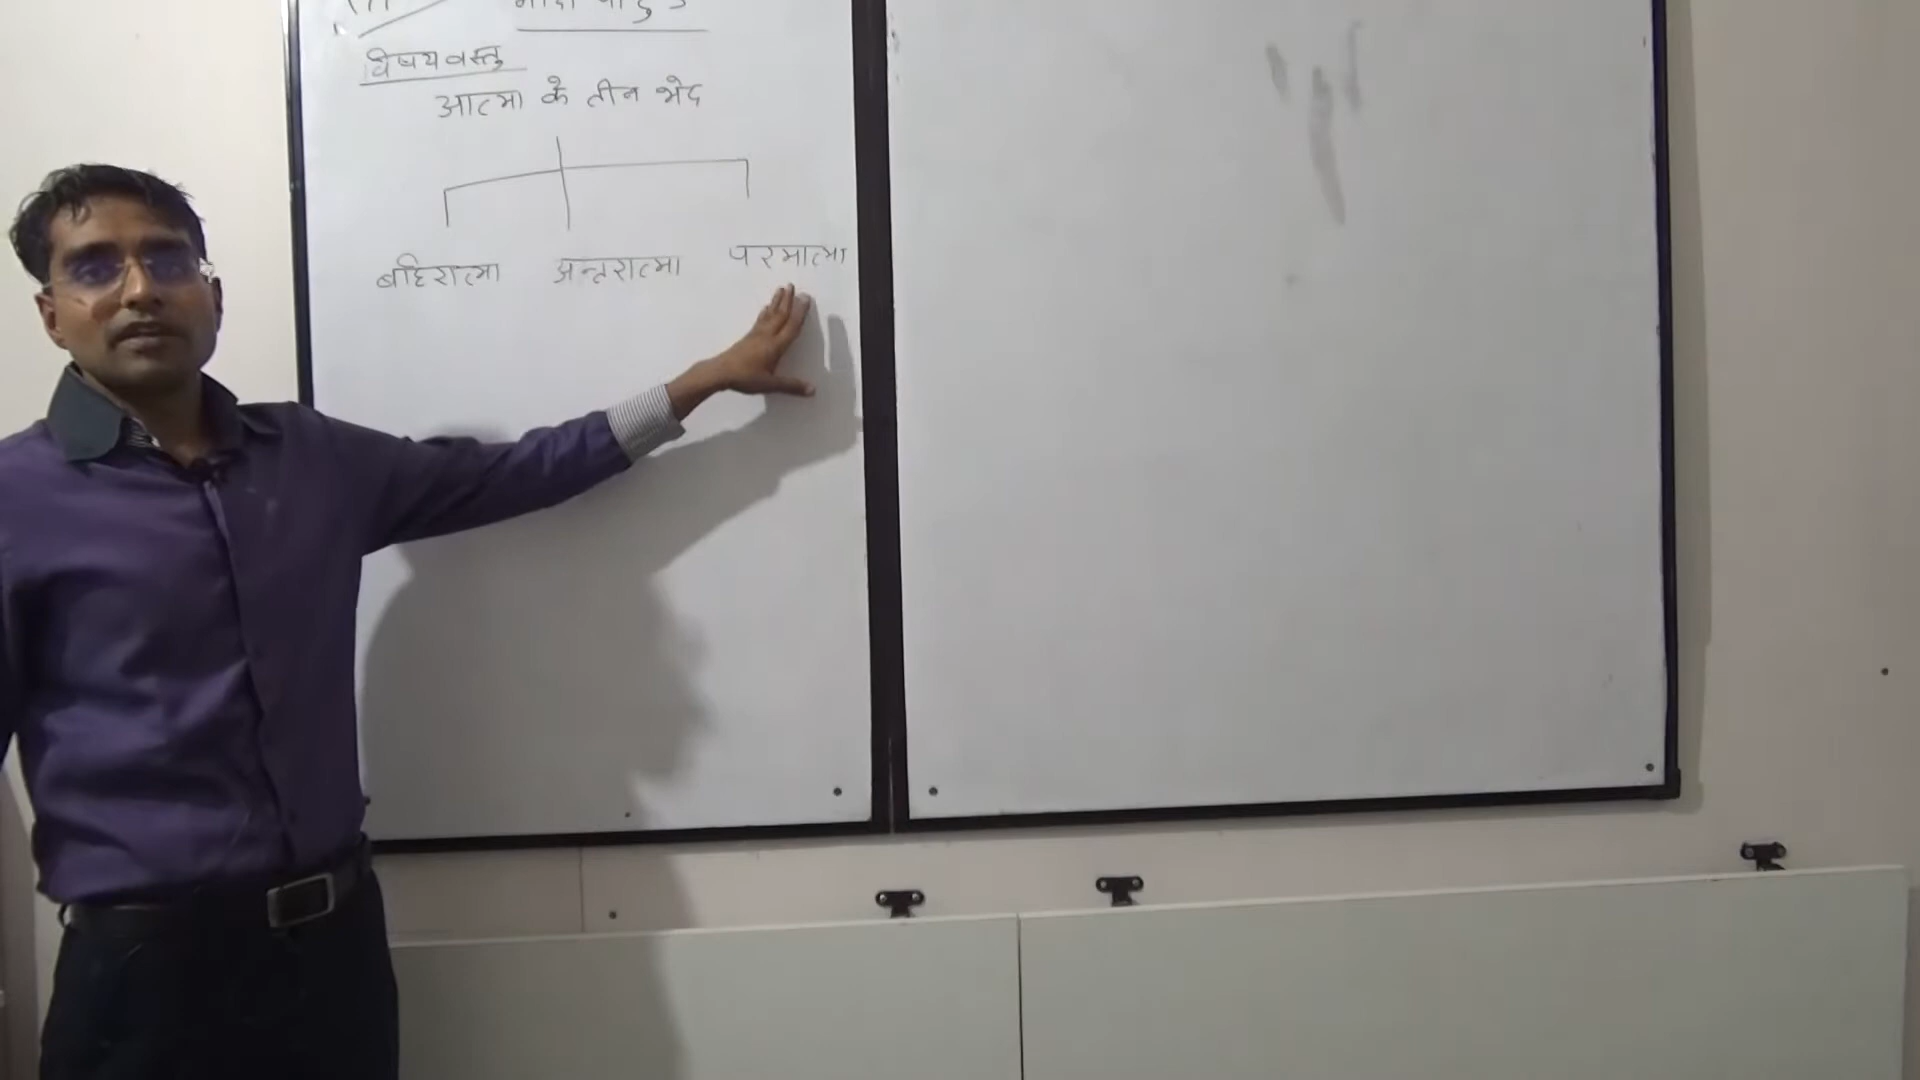 विषयवस्तु
आत्मा के तीन भेद
बहिरात्मा अन्तरात्मा परमात्मा